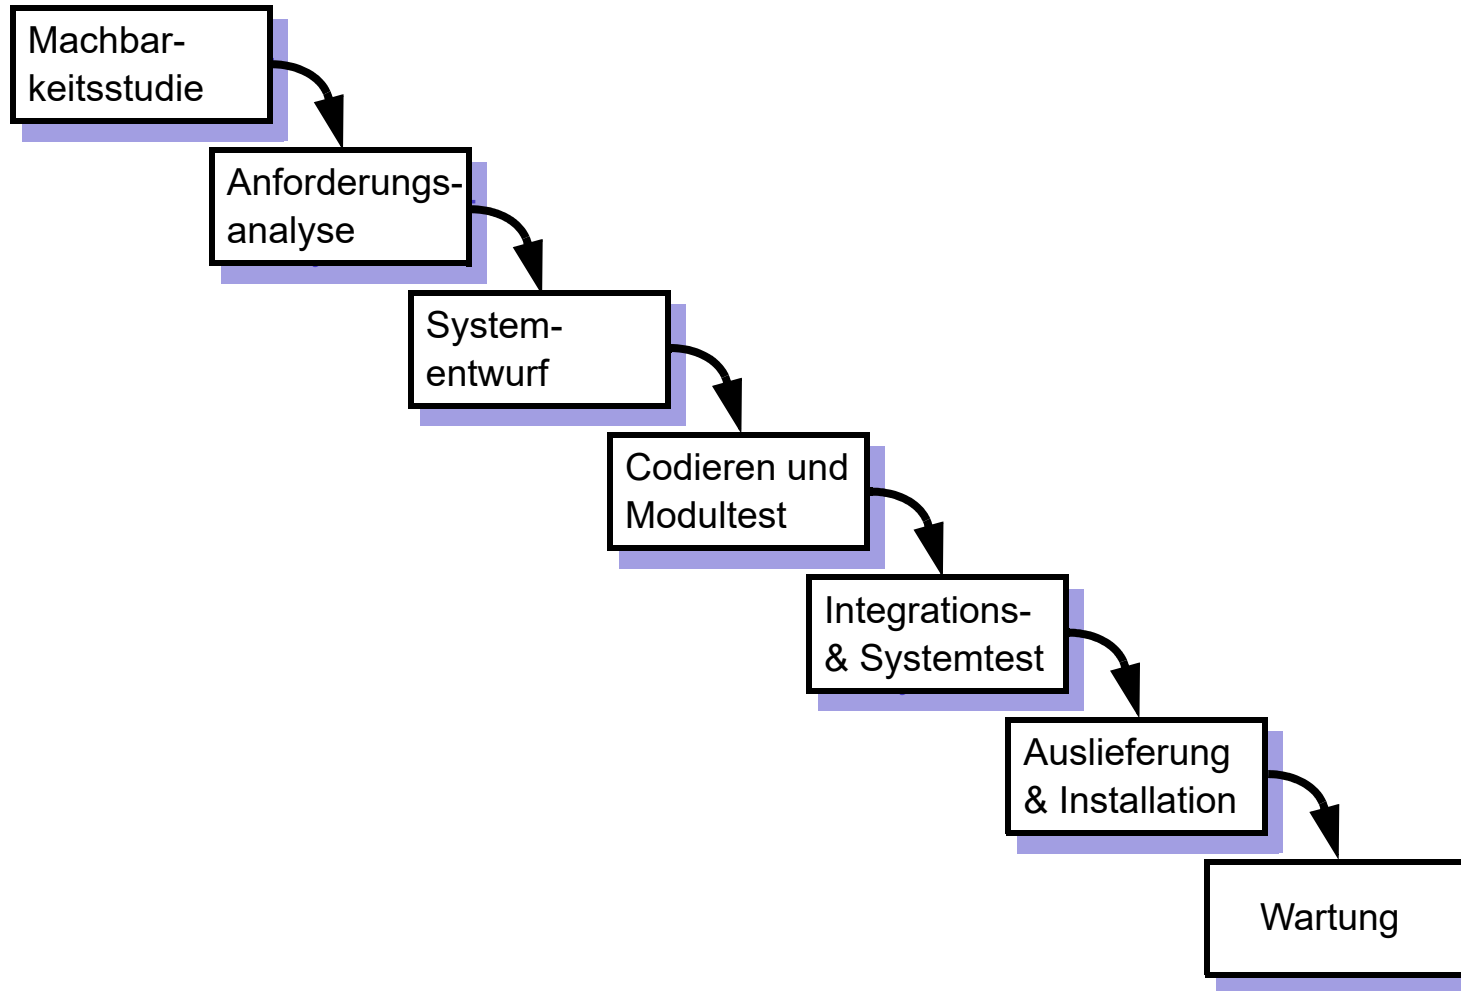 Machbar-
keitsstudie
Anforderungs-
analyse
System-
entwurf
Codieren und
Modultest
Integrations-
& Systemtest
Auslieferung
& Installation
Wartung